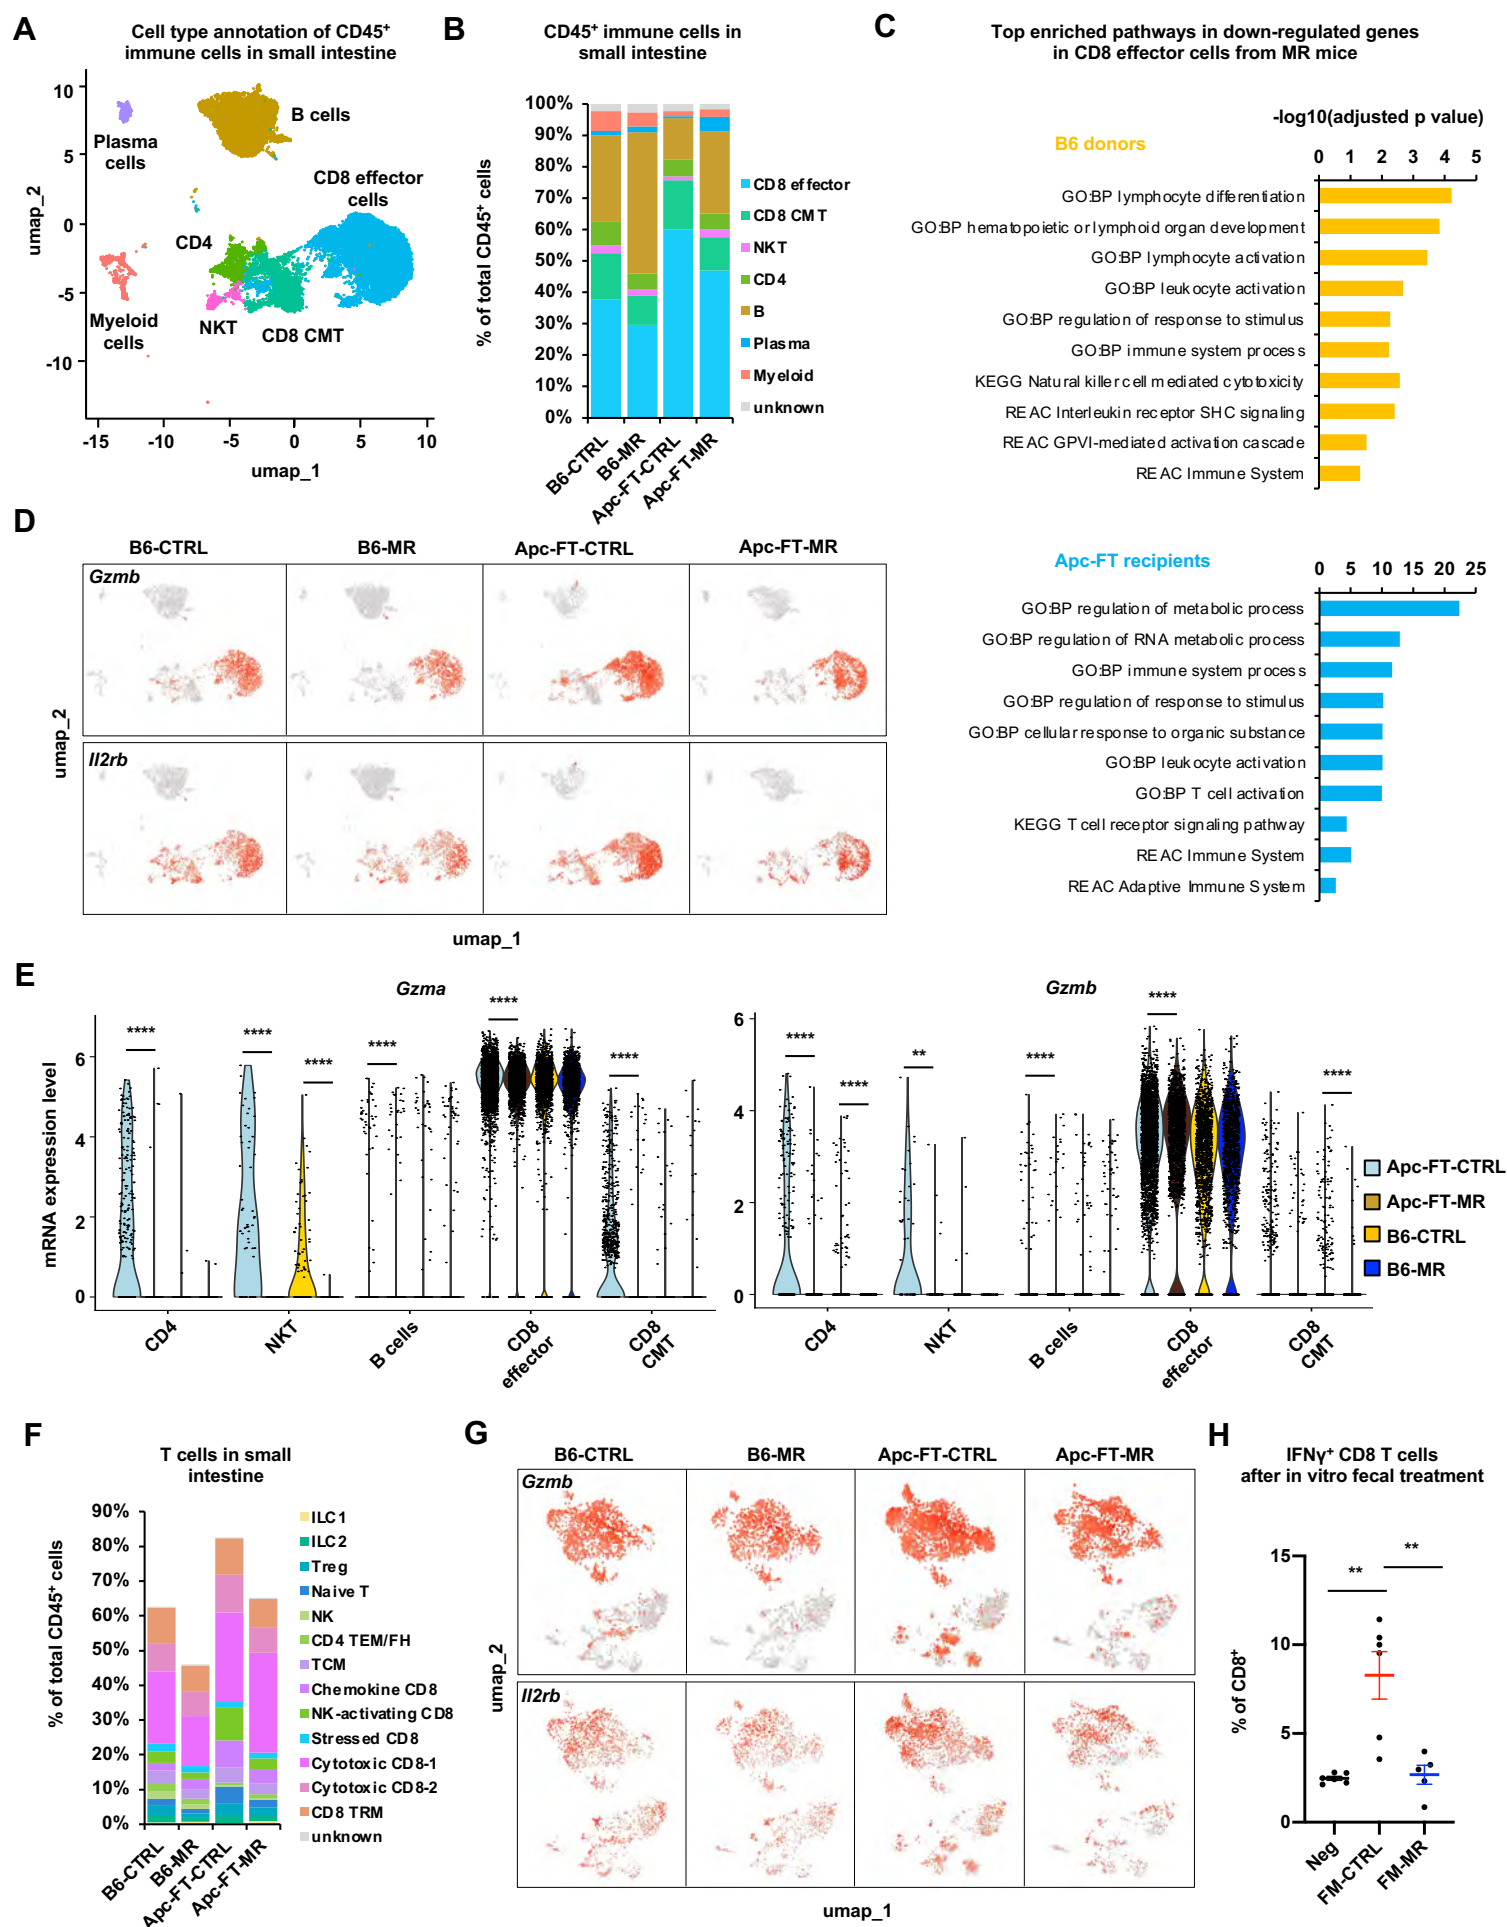 A
Cell type annotation of CD45⁺
immune cells in small intestine
10
5
0
-5
-10
umap_2
-15
-10
-5
0
5
10
umap_1
B cells
Plasma
cells
CD8 effector
cells
CD4
Myeloid
cells
NKT
CD8 CMT
B
CD45⁺ immune cells in
small intestine
% of total CD45⁺ cells
100%
90%
80%
70%
60%
50%
40%
30%
20%
10%
0%
B6-CTRL
B6-MR
Apc-FT-CTRL
Apc-FT-MR
CD8 effector
CD8 CMT
NKT
CD4
B
Plasma
Myeloid
unknown
C
Top enriched pathways in down-regulated genes
in CD8 effector cells from MR mice
-log10(adjusted p value)
B6 donors
0 1 2 3 4 5
GO:BP lymphocyte differentiation
GO:BP hematopoietic or lymphoid organ development
GO:BP lymphocyte activation
GO:BP leukocyte activation
GO:BP regulation of response to stimulus
GO:BP immune system process
KEGG Natural killer cell mediated cytotoxicity
REAC Interleukin receptor SHC signaling
REAC GPVI-mediated activation cascade
REAC Immune System
Apc-FT recipients
0 5 10 15 20 25
GO:BP regulation of metabolic process
GO:BP regulation of RNA metabolic process
GO:BP immune system process
GO:BP regulation of response to stimulus
GO:BP cellular response to organic substance
GO:BP leukocyte activation
GO:BP T cell activation
KEGG T cell receptor signaling pathway
REAC Immune System
REAC Adaptive Immune System
D
B6-CTRL
B6-MR
Apc-FT-CTRL
Apc-FT-MR
Gzmb
Il2rb
umap_2
umap_1
E
Gzma
mRNA expression level
6
4
2
0
****
****
****
****
****
****
CD4
NKT
B cells
CD8
effector
CD8
CMT
Gzmb
6
4
2
0
****
****
**
****
****
****
CD4
NKT
B cells
CD8
effector
CD8
CMT
Apc-FT-CTRL
Apc-FT-MR
B6-CTRL
B6-MR
F
T cells in small
intestine
% of total CD45⁺ cells
90%
80%
70%
60%
50%
40%
30%
20%
10%
0%
B6-CTRL
B6-MR
Apc-FT-CTRL
Apc-FT-MR
ILC1
ILC2
Treg
Naive T
NK
CD4 TEM/FH
TCM
Chemokine CD8
NK-activating CD8
Stressed CD8
Cytotoxic CD8-1
Cytotoxic CD8-2
CD8 TRM
unknown
G
B6-CTRL
B6-MR
Apc-FT-CTRL
Apc-FT-MR
Gzmb
Il2rb
umap_2
umap_1
H
IFNγ⁺ CD8 T cells
after in vitro fecal treatment
% of CD8⁺
15
10
5
0
**
**
Neg
FM-CTRL
FM-MR